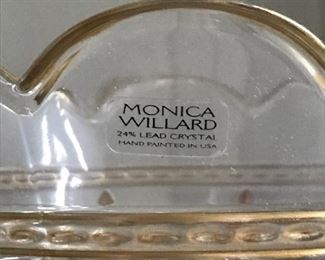 MONICA
WILLARD
24% LEAD CRYSTAL
HAND PAINTED IN USA